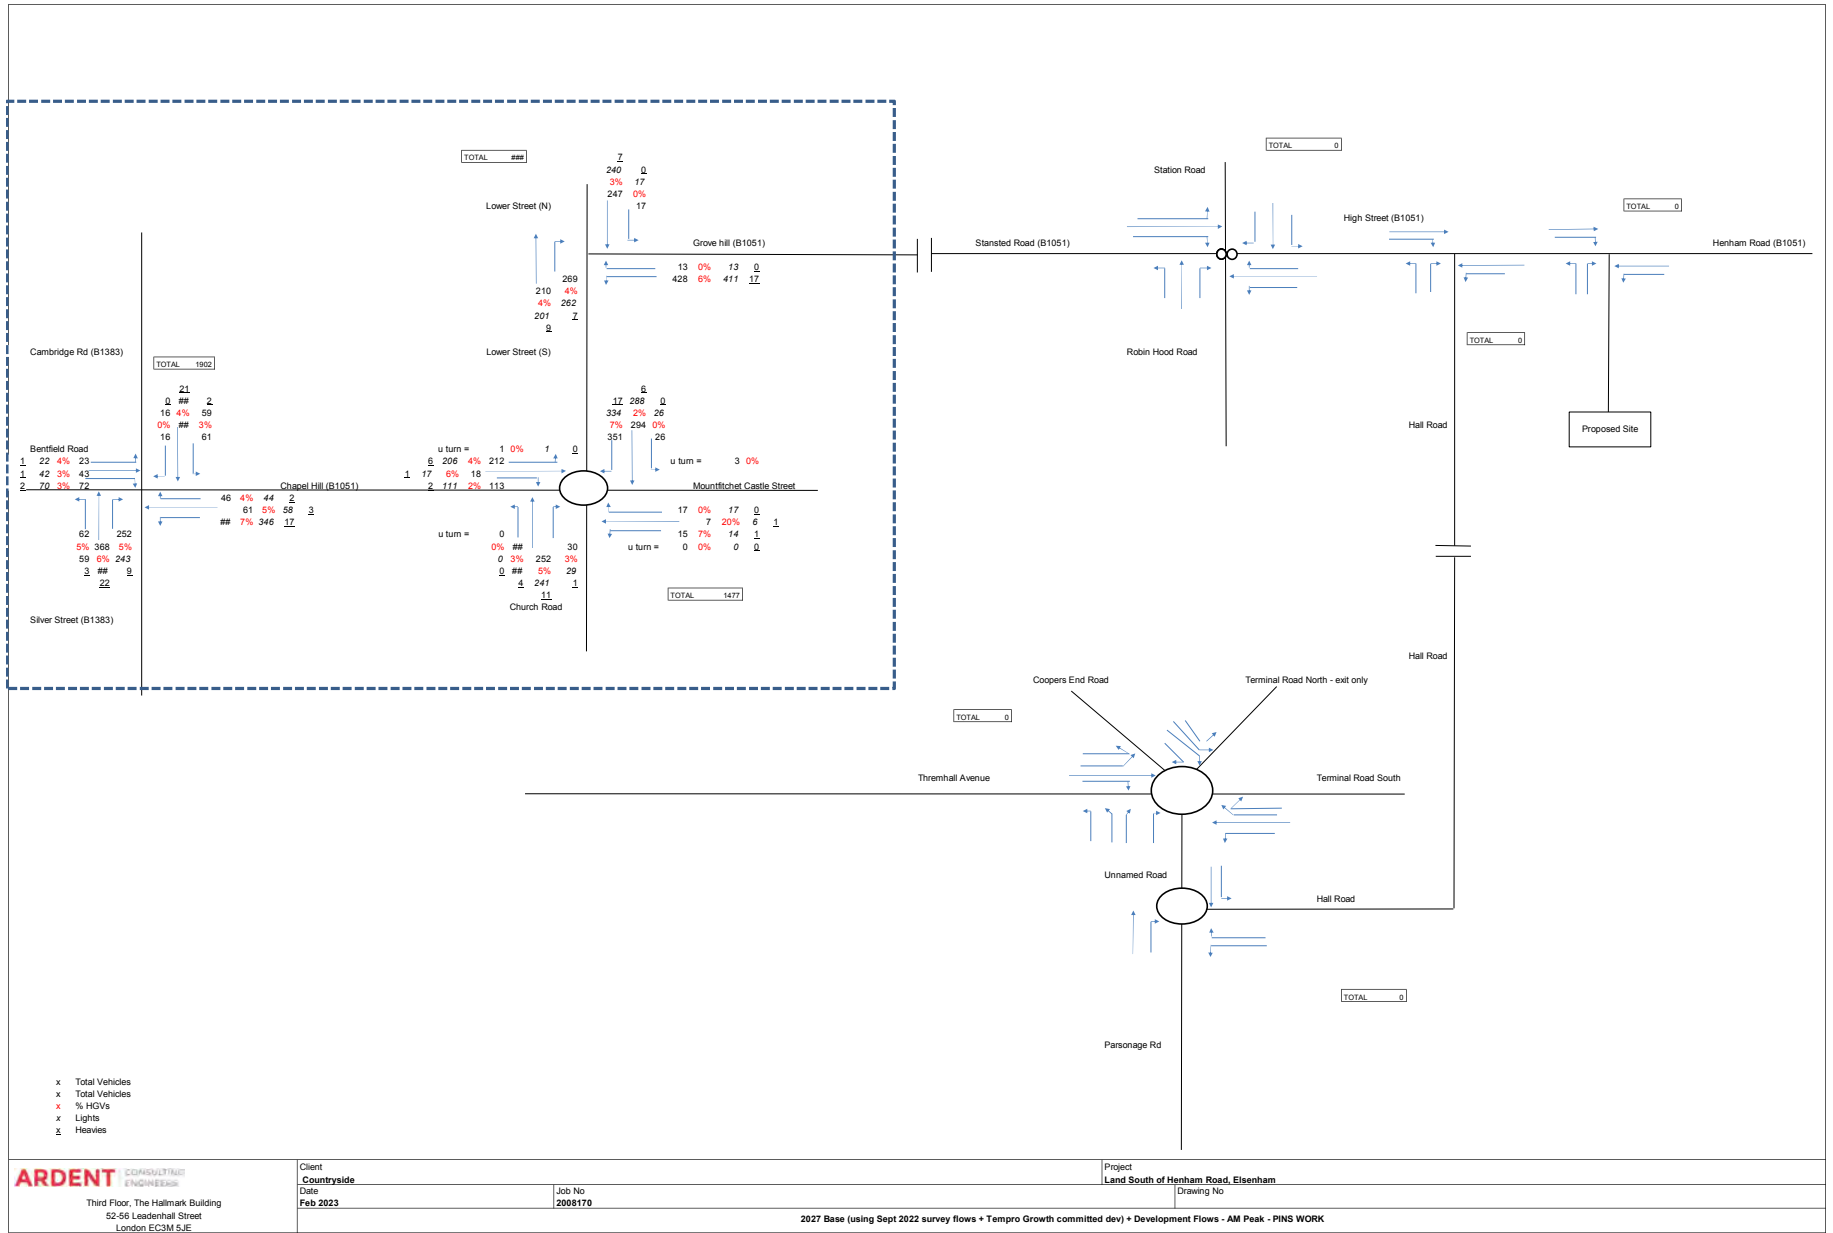 TOTAL ###
7
240 0
3% 17
247 0%
17
Lower Street (N)
Grove hill (B1051)
13 0% 13 0
428 6% 411 17
269
210 4%
4% 262
201 7
9
Lower Street (S)
Cambridge Rd (B1383)
TOTAL 1902
21
0 ## 2
16 4% 59
0% ## 3%
16 61
Bentfield Road
1 22 4% 23
1 42 3% 43
2 70 3% 72
Chapel Hill (B1051)
46 4% 44 2
61 5% 58 3
## 7% 346 17
62 252
5% 368 5%
59 6% 243
3 ## 9
22
Silver Street (B1383)
6
17 288 0
334 2% 26
7% 294 0%
351 26
u turn = 1 0% 1 0
6 206 4% 212
1 17 6% 18
2 111 2% 113
u turn = 3 0%
Mountfitchet Castle Street
17 0% 17 0
7 20% 6 1
15 7% 14 1
u turn = 0 0% 0 0
u turn = 0
0% ## 30
0 3% 252 3%
0 ## 5% 29
4 241 1
11
Church Road
TOTAL 1477
TOTAL 0
Station Road
TOTAL 0
High Street (B1051)
Stansted Road (B1051)
Henham Road (B1051)
Robin Hood Road
TOTAL 0
Hall Road
Proposed Site
Hall Road
Coopers End Road
Terminal Road North - exit only
TOTAL 0
Thremhall Avenue
Terminal Road South
Unnamed Road
Hall Road
TOTAL 0
Parsonage Rd
x Total Vehicles
x Total Vehicles
x % HGVs
x Lights
x Heavies
ARDENT CONSULTING ENGINEERS
Third Floor, The Hallmark Building
52-56 Leadenhall Street
London EC3M 5JE
Client
Countryside
Project
Land South of Henham Road, Elsenham
Date
Feb 2023
Job No
2008170
Drawing No
2027 Base (using Sept 2022 survey flows + Tempro Growth committed dev) + Development Flows - AM Peak - PINS WORK